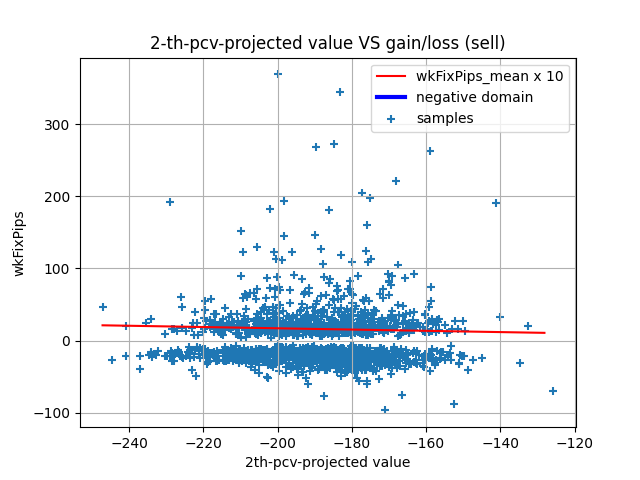 2-th-pcv-projected value VS gain/loss (sell)
wkFixPips_mean x 10
negative domain
samples
300
200
100
0
−100
wkFixPips
−240
−220
−200
−180
−160
−140
−120
2th-pcv-projected value